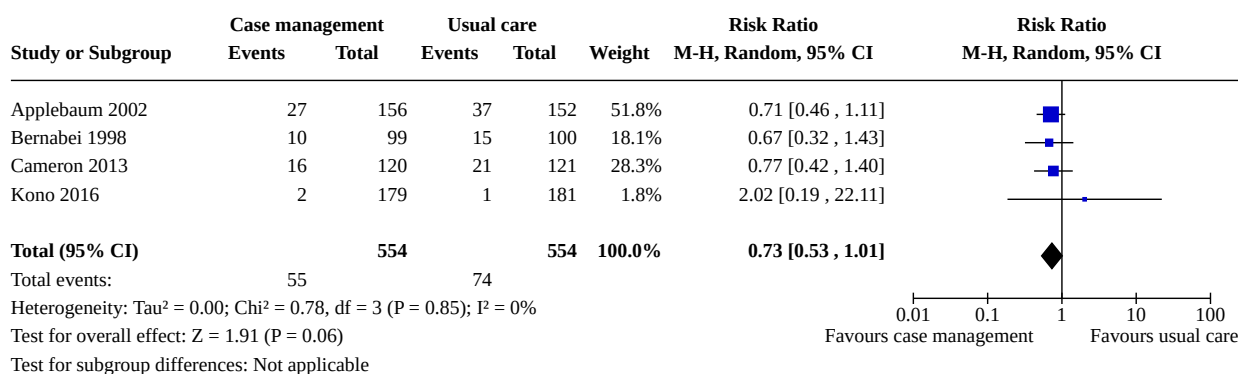 Case management Usual care Risk Ratio Risk Ratio
Study or Subgroup Events Total Events Total Weight M-H, Random, 95% CI M-H, Random, 95% CI
Applebaum 2002 27 156 37 152 51.8% 0.71 [0.46 , 1.11]
Bernabei 1998 10 99 15 100 18.1% 0.67 [0.32 , 1.43]
Cameron 2013 16 120 21 121 28.3% 0.77 [0.42 , 1.40]
Kono 2016 2 179 1 181 1.8% 2.02 [0.19 , 22.11]
Total (95% CI) 554 554 100.0% 0.73 [0.53 , 1.01]
Total events: 55 74
Heterogeneity: Tau² = 0.00; Chi² = 0.78, df = 3 (P = 0.85); I² = 0%
0.01 0.1 1 10 100
Test for overall effect: Z = 1.91 (P = 0.06)
Favours case management Favours usual care
Test for subgroup differences: Not applicable